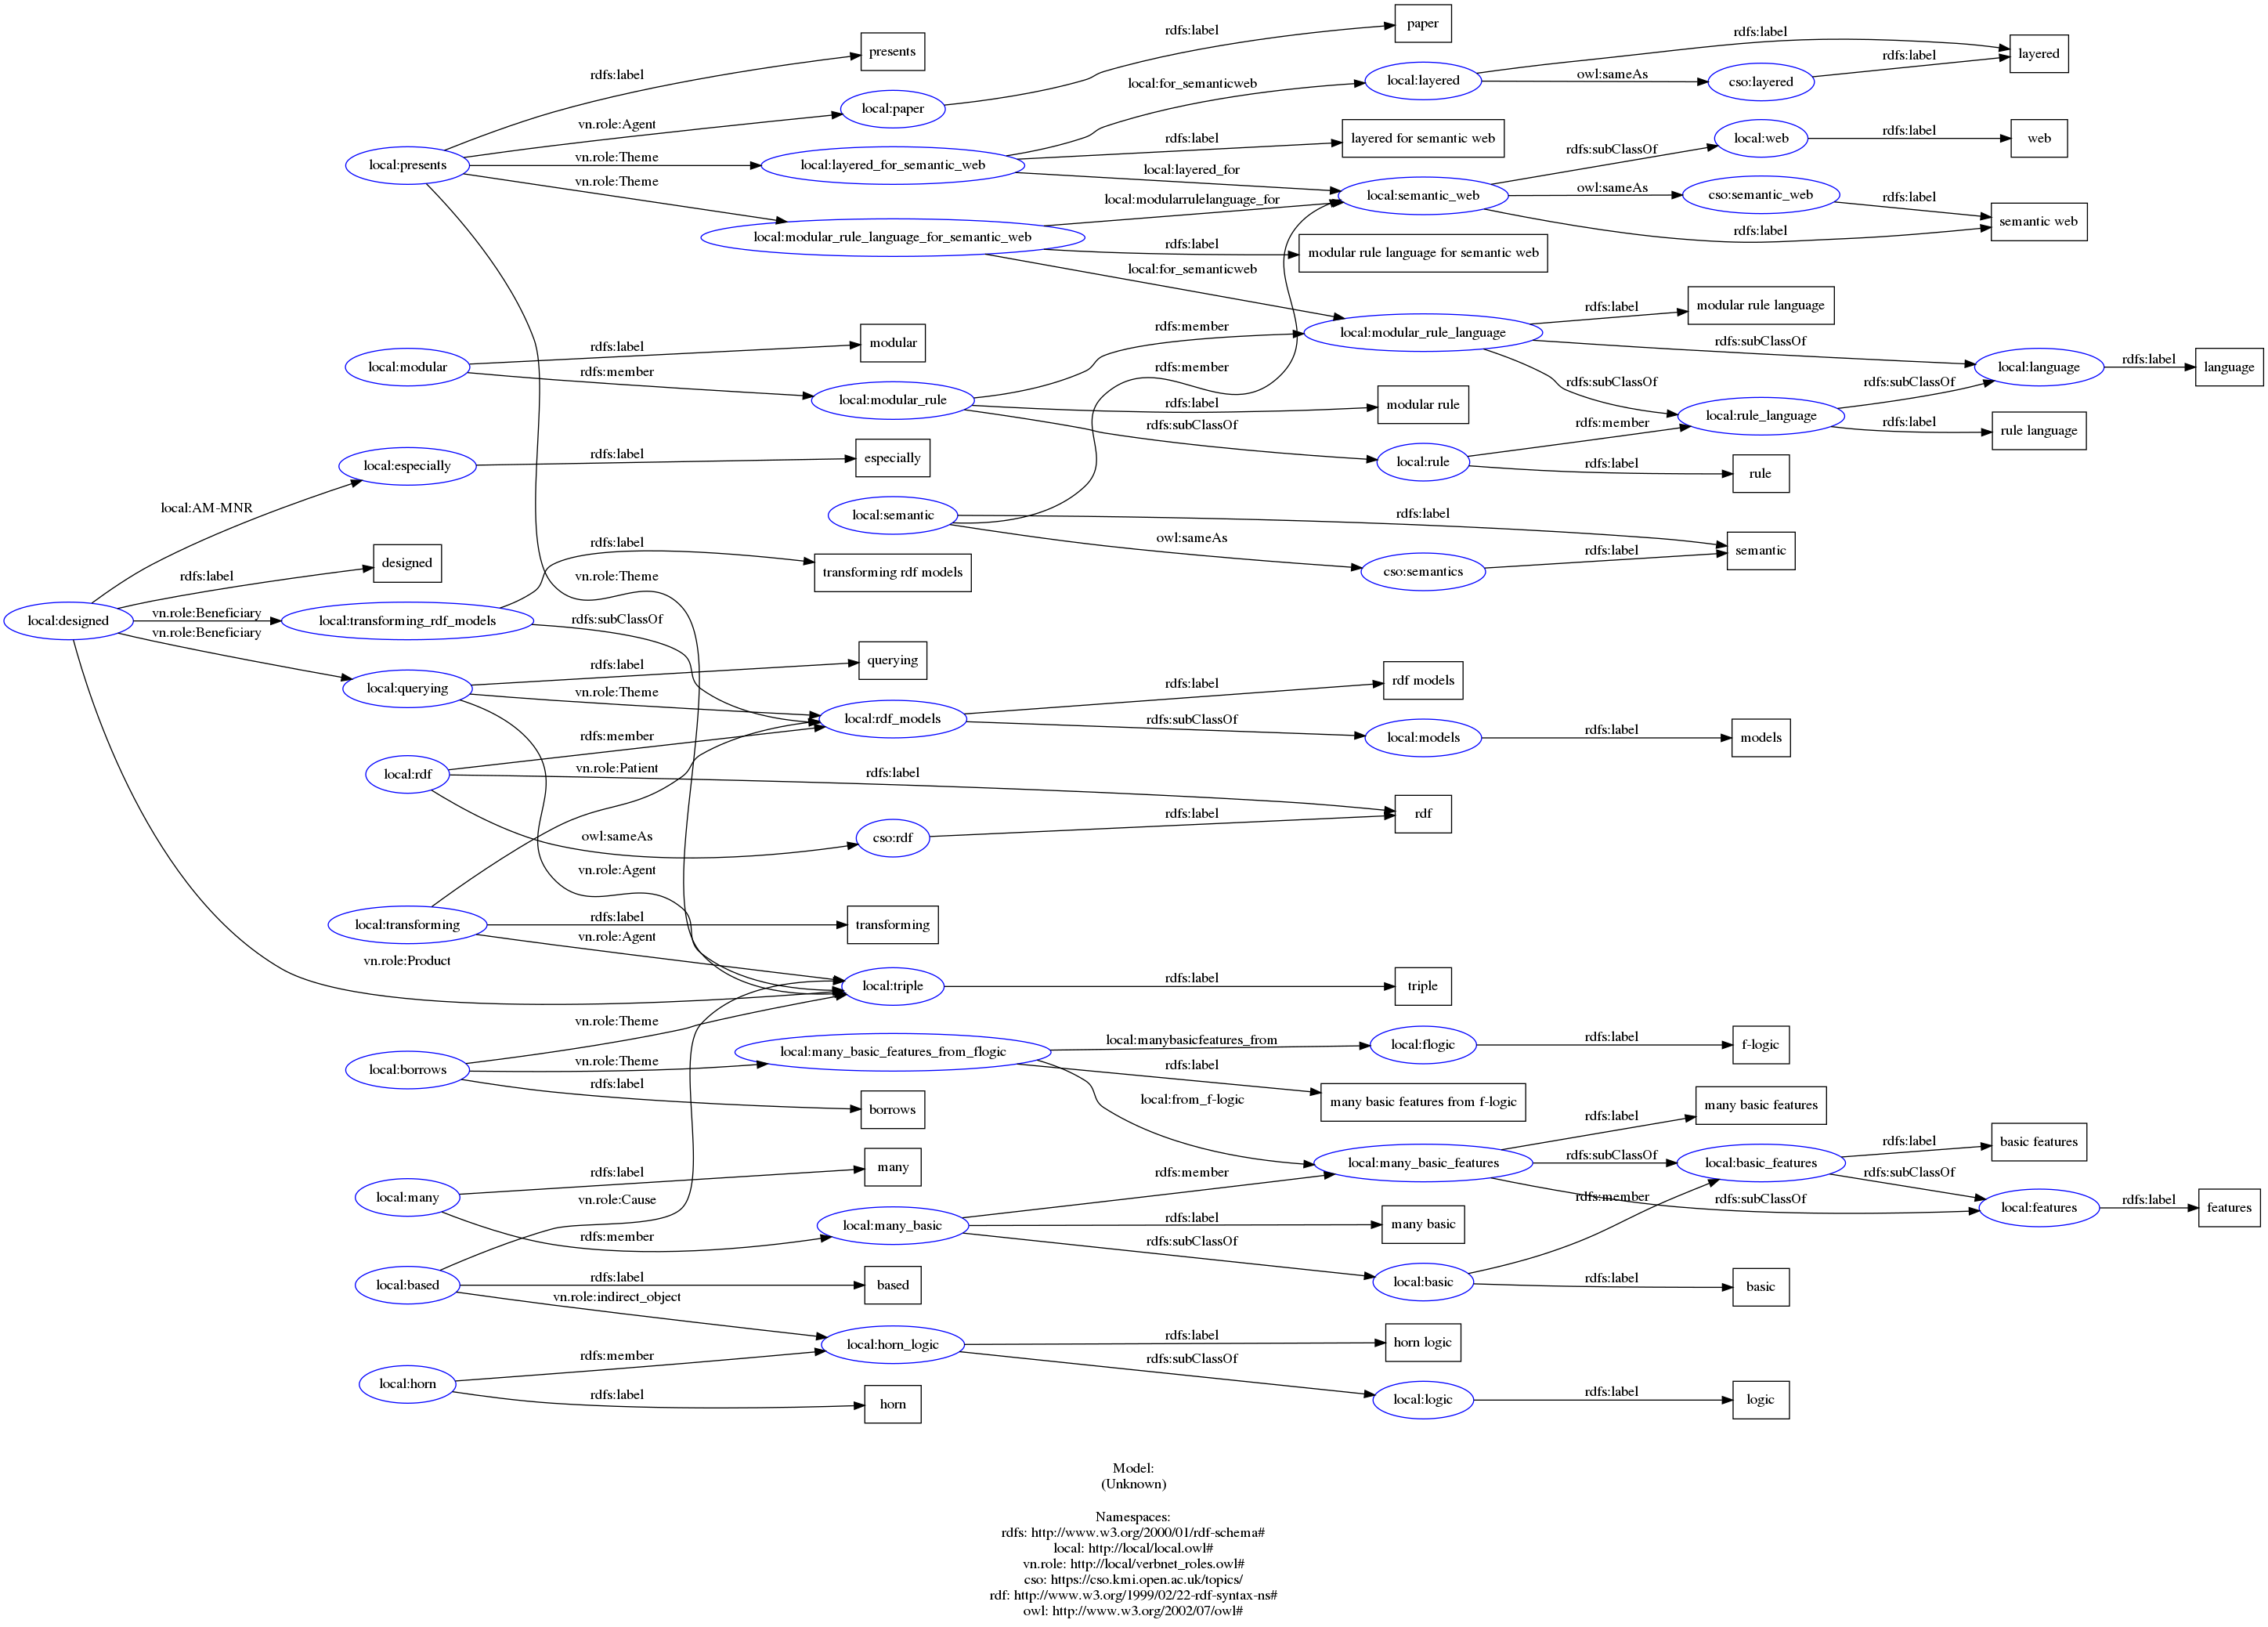 rdfs:label
paper
rdfs:label
layered
presents
rdfs:label
local:presents
vn.role:Agent
local:paper
local:for_semanticweb
local:layered
owl:sameAs
cso:layered
rdfs:label
vn.role:Theme
local:layered_for_semantic_web
rdfs:label
layered for semantic web
local:layered_for
local:web
rdfs:label
web
rdfs:subClassOf
vn.role:Theme
local:modularrulelanguage_for
local:semantic_web
owl:sameAs
cso:semantic_web
rdfs:label
semantic web
rdfs:label
local:modular_rule_language_for_semantic_web
rdfs:label
modular rule language for semantic web
local:for_semanticweb
rdfs:label
modular rule language
rdfs:member
local:modular_rule_language
rdfs:subClassOf
local:modular
rdfs:label
modular
rdfs:member
local:modular_rule
rdfs:member
rdfs:label
modular rule
rdfs:subClassOf
rdfs:subClassOf
local:language
rdfs:label
language
rdfs:subClassOf
local:rule_language
rdfs:label
rule language
rdfs:member
local:rule
rdfs:label
rule
local:especially
rdfs:label
especially
local:AM-MNR
local:semantic
rdfs:label
semantic
owl:sameAs
cso:semantics
rdfs:label
rdfs:label
designed
rdfs:label
transforming rdf models
vn.role:Theme
local:designed
vn.role:Beneficiary
local:transforming_rdf_models
rdfs:subClassOf
vn.role:Beneficiary
local:querying
rdfs:label
querying
vn.role:Theme
local:rdf_models
rdfs:label
rdf models
rdfs:subClassOf
local:models
rdfs:label
models
rdfs:member
local:rdf
vn.role:Patient
rdfs:label
rdf
owl:sameAs
cso:rdf
rdfs:label
vn.role:Agent
local:transforming
rdfs:label
transforming
vn.role:Agent
vn.role:Product
local:triple
rdfs:label
triple
vn.role:Theme
local:borrows
vn.role:Theme
local:many_basic_features_from_flogic
local:manybasicfeatures_from
local:flogic
rdfs:label
f-logic
rdfs:label
many basic features from f-logic
rdfs:label
borrows
local:from_f-logic
rdfs:label
many basic features
local:many_basic_features
rdfs:subClassOf
local:basic_features
rdfs:label
basic features
rdfs:subClassOf
rdfs:subClassOf
local:features
rdfs:label
features
local:many
rdfs:label
many
vn.role:Cause
rdfs:member
local:many_basic
rdfs:member
rdfs:label
many basic
rdfs:subClassOf
rdfs:member
local:basic
rdfs:label
basic
local:based
rdfs:label
based
vn.role:indirect_object
local:horn_logic
rdfs:label
horn logic
rdfs:subClassOf
local:logic
rdfs:label
logic
rdfs:member
local:horn
rdfs:label
horn
Model:
(Unknown)
Namespaces:
rdfs: http://www.w3.org/2000/01/rdf-schema#
local: http://local/local.owl#
vn.role: http://local/verbnet_roles.owl#
cso: https://cso.kmi.open.ac.uk/topics/
rdf: http://www.w3.org/1999/02/22-rdf-syntax-ns#
owl: http://www.w3.org/2002/07/owl#